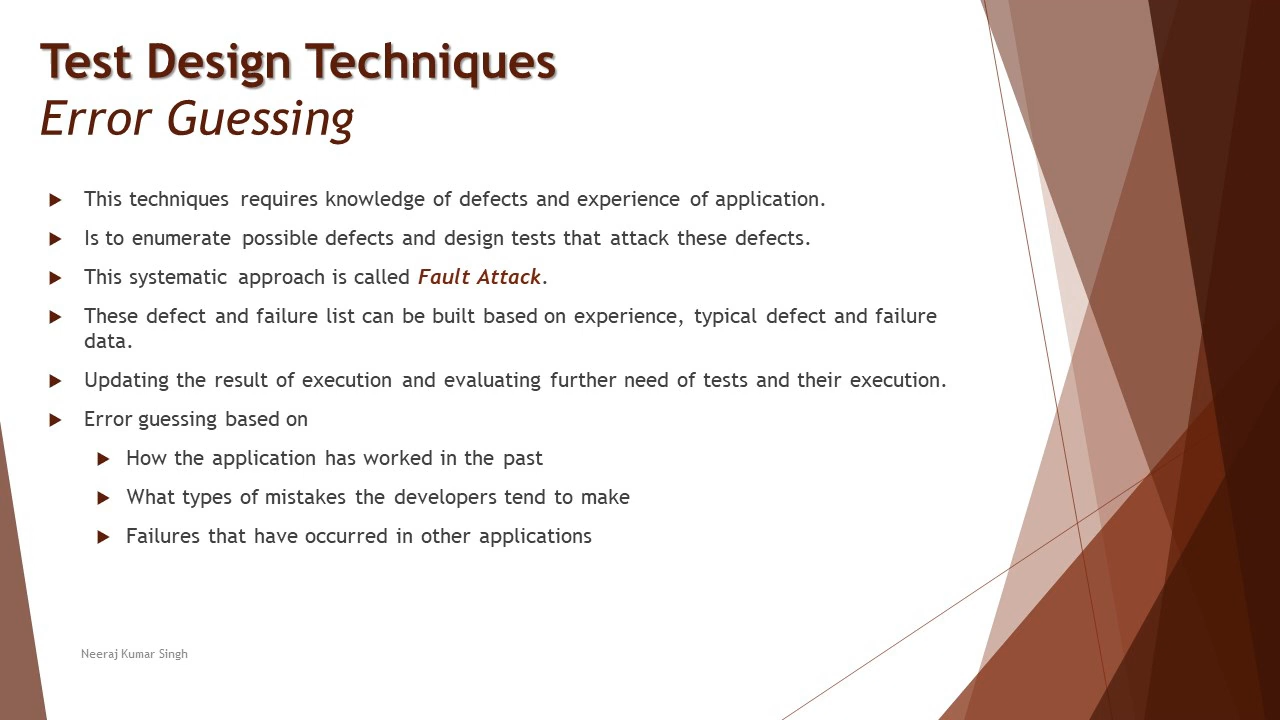 Test Design Techniques
Error Guessing
This techniques requires knowledge of defects and experience of application.
Is to enumerate possible defects and design tests that attack these defects.
This systematic approach is called Fault Attack.
These defect and failure list can be built based on experience, typical defect and failure
data.
Updating the result of execution and evaluating further need of tests and their execution.
Error guessing based on
How the application has worked in the past
What types of mistakes the developers tend to make
Failures that have occurred in other applications
Neeraj Kumar Singh